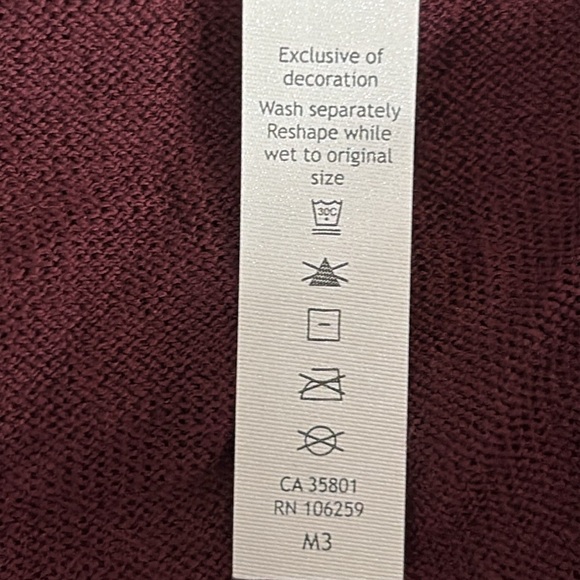 Exclusive of
decoration
Wash separately
Reshape while
wet to original
size
30C
CA 35801
RN 106259
M3